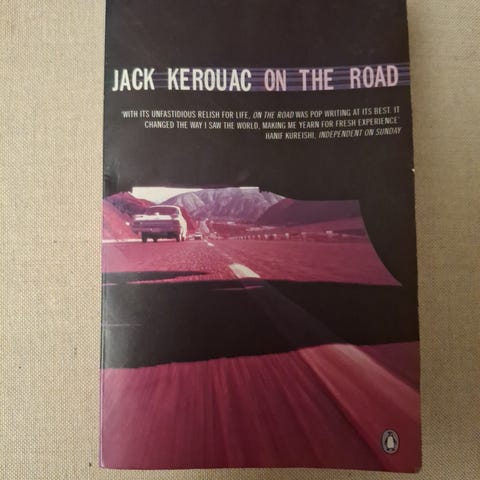 JACK KEROUAC ON THE ROAD
'WITH ITS UNFASTIDIOUS RELISH FOR LIFE, ON THE ROAD WAS POP WRITING AT ITS BEST. IT
CHANGED THE WAY I SAW THE WORLD, MAKING ME YEARN FOR FRESH EXPERIENCE'
HANIF KUREISHI, INDEPENDENT ON SUNDAY